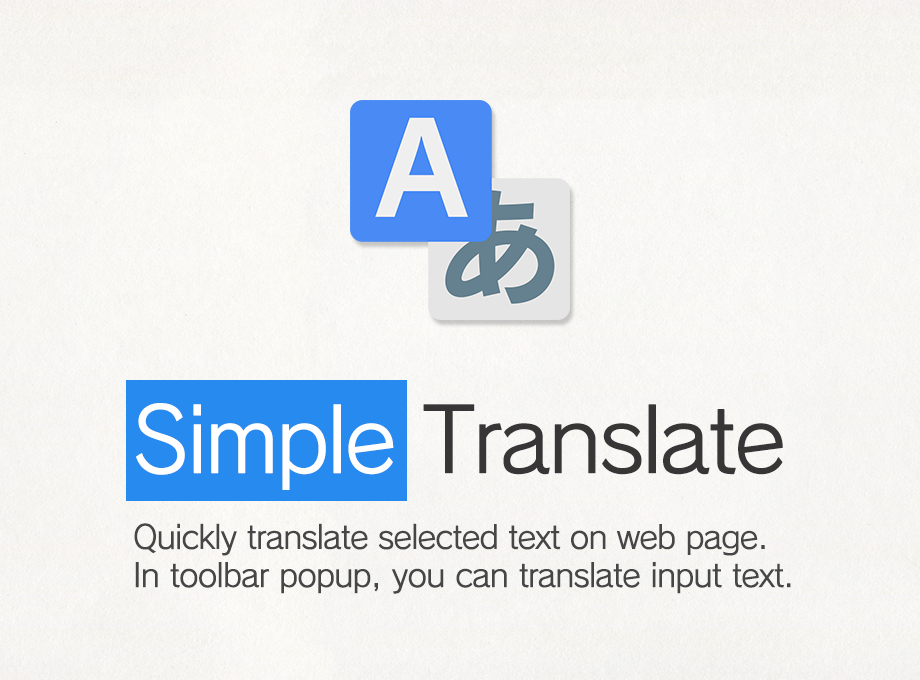 A
あ
Simple Translate
Quickly translate selected text on web page.
In toolbar popup, you can translate input text.